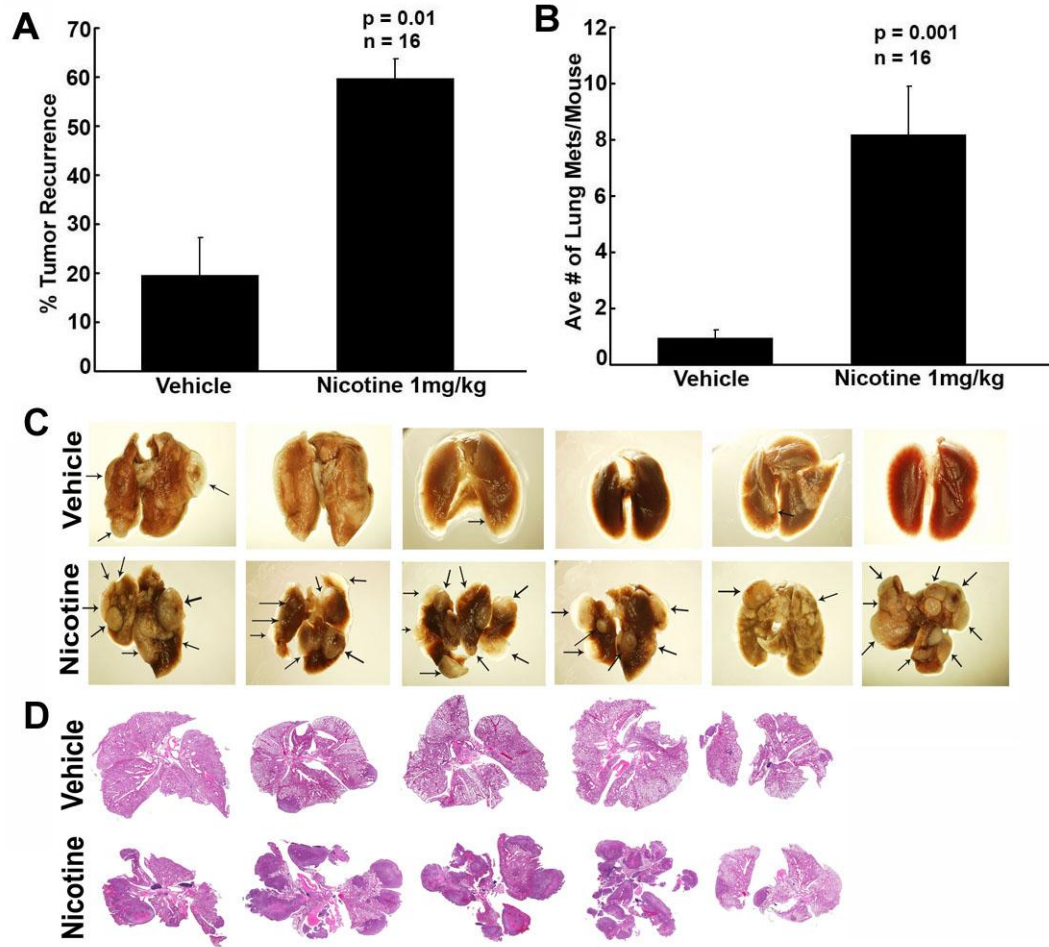 A
p = 0.01
n = 16
% Tumor Recurrence
70
60
50
40
30
20
10
0
Vehicle
Nicotine 1mg/kg
B
p = 0.001
n = 16
Ave # of Lung Mets/Mouse
12
10
8
6
4
2
0
Vehicle
Nicotine 1mg/kg
C
Vehicle
Nicotine
D
Vehicle
Nicotine